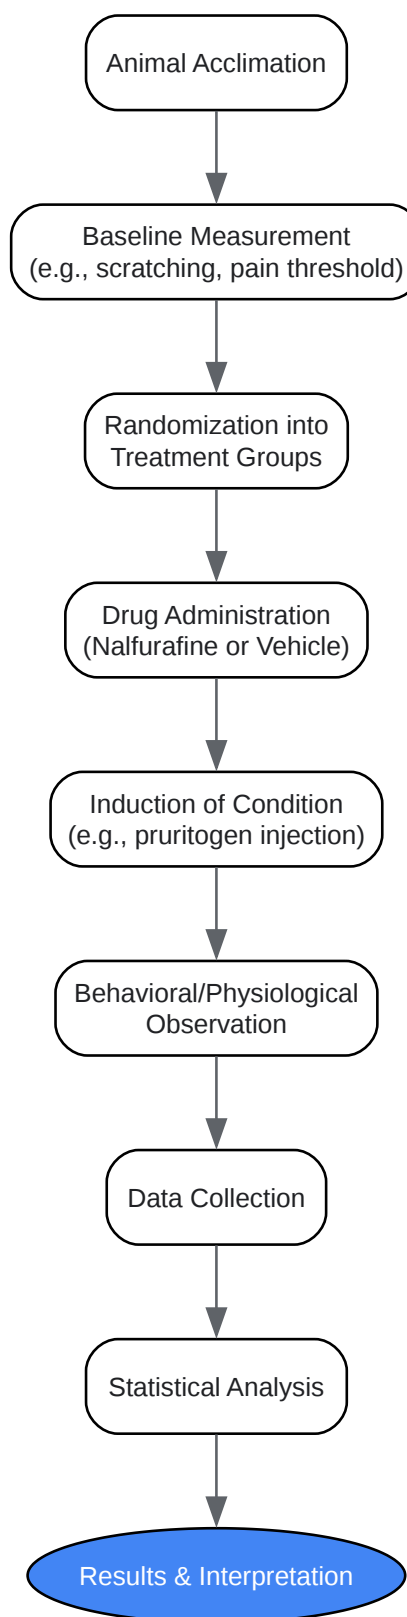 Animal Acclimation
Baseline Measurement
(e.g., scratching, pain threshold)
Randomization into
Treatment Groups
Drug Administration
(Nalfurafine or Vehicle)
Induction of Condition
(e.g., pruritogen injection)
Behavioral/Physiological
Observation
Data Collection
Statistical Analysis
Results & Interpretation